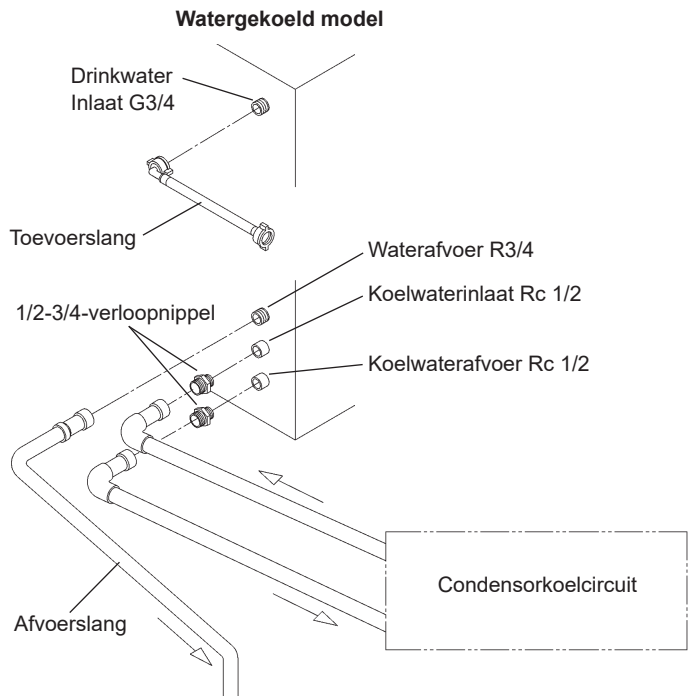 Watergekoeld model
Drinkwater
Inlaat G3/4
Toevoerslang
Waterafvoer R3/4
Koelwaterinlaat Rc 1/2
1/2-3/4-verloopnippel
Koelwaterafvoer Rc 1/2
Condensorkoelcircuit
Afvoerslang